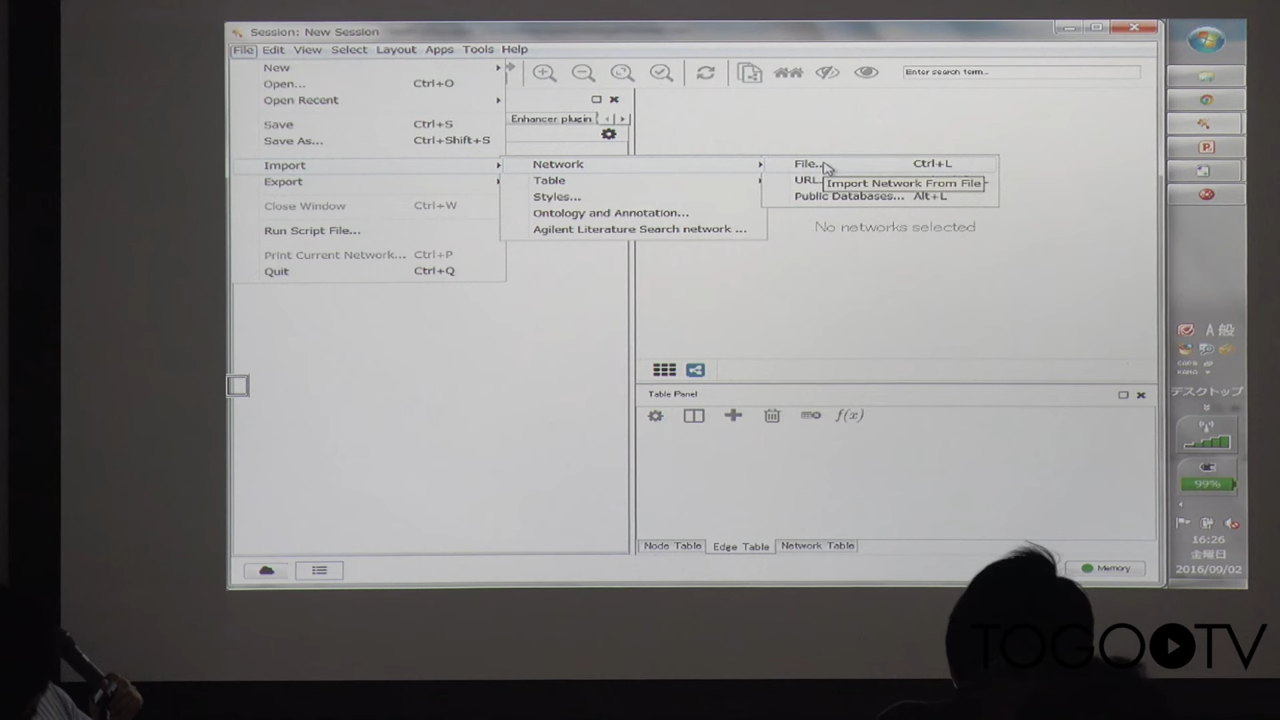 Session: New Session
File Edit View Select Layout Apps Tools Help
New
Open... Ctrl+O
Open Recent
Save Ctrl+S
Save As... Ctrl+Shift+S
Import
Export
Close Window Ctrl+W
Run Script File...
Print Current Network... Ctrl+P
Quit Ctrl+Q
Enter search term...
Enhancer plugin
Network
Table
Styles...
Ontology and Annotation...
Agilent Literature Search network ...
File... Ctrl+L
URL
Import Network From File
Public Databases... Alt+L
No networks selected
Table Panel
f(x)
Node Table Edge Table Network Table
Memory
A 般
CAPS
KANA
デスクトップ
99%
16:26
金曜日
2016/09/02
TOGOTV